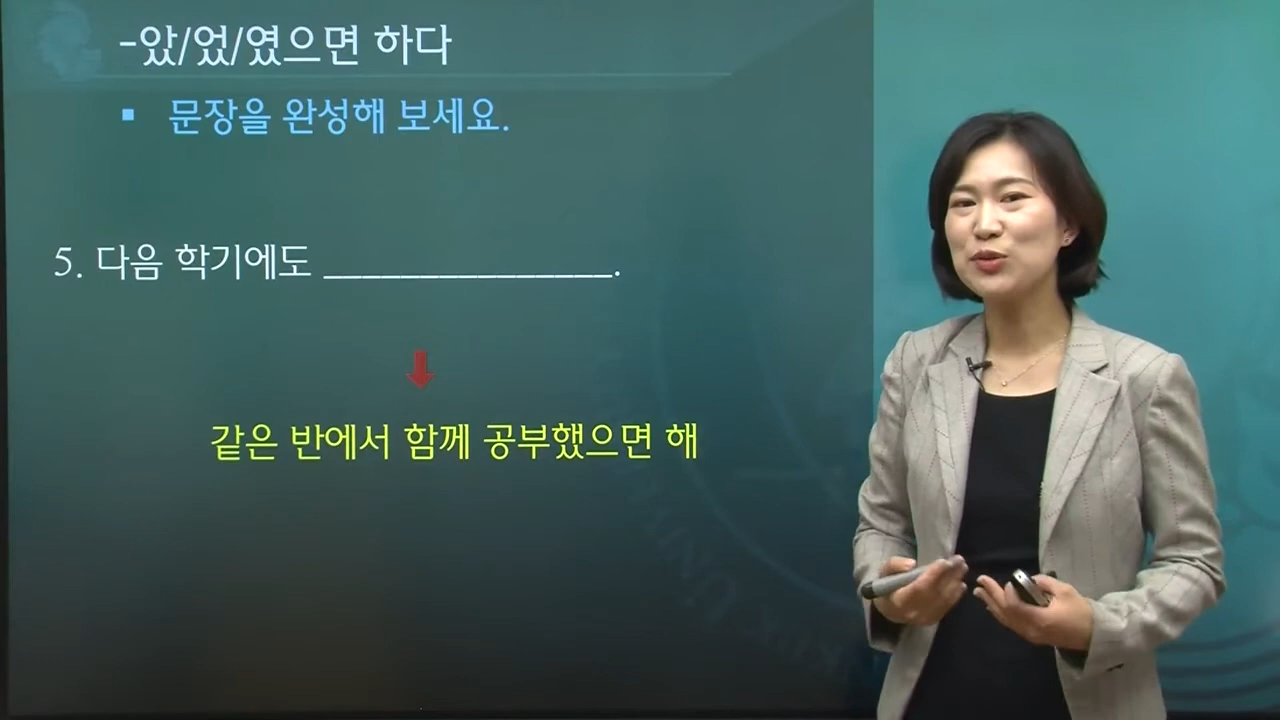 -았/었/였으면 하다
▪ 문장을 완성해 보세요.
5. 다음 학기에도 _______________.
같은 반에서 함께 공부했으면 해